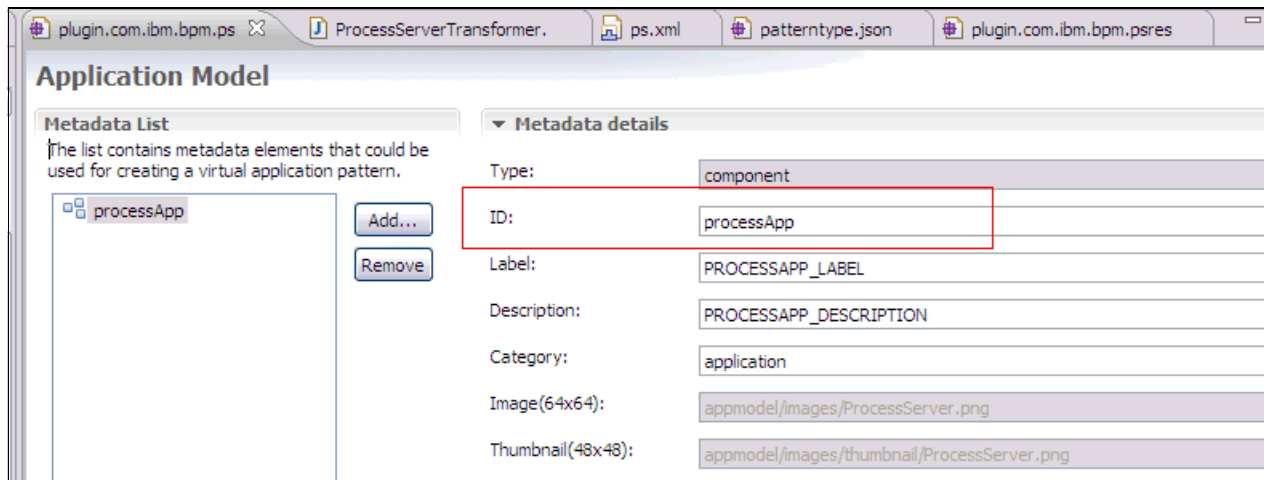 plugin.com.ibm.bpm.ps
ProcessServerTransformer.
ps.xml
patterntype.json
plugin.com.ibm.bpm.psres
Application Model
Metadata List
The list contains metadata elements that could be
used for creating a virtual application pattern.
processApp
Add...
Remove
Metadata details
Type:
component
ID:
processApp
Label:
PROCESSAPP_LABEL
Description:
PROCESSAPP_DESCRIPTION
Category:
application
Image(64x64):
appmodel/images/ProcessServer.png
Thumbnail(48x48):
appmodel/images/thumbnail/ProcessServer.png